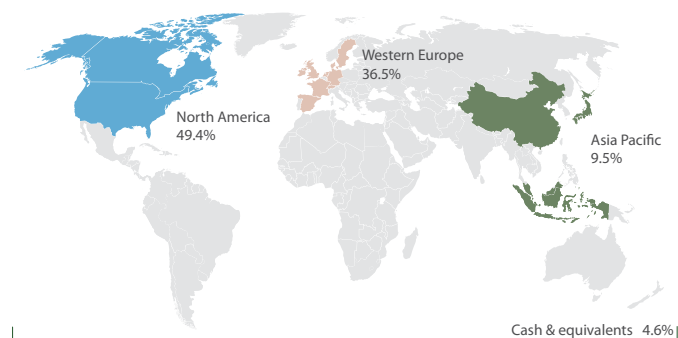 Western Europe
36.5%
North America
49.4%
Asia Pacific
9.5%
Cash & equivalents 4.6%